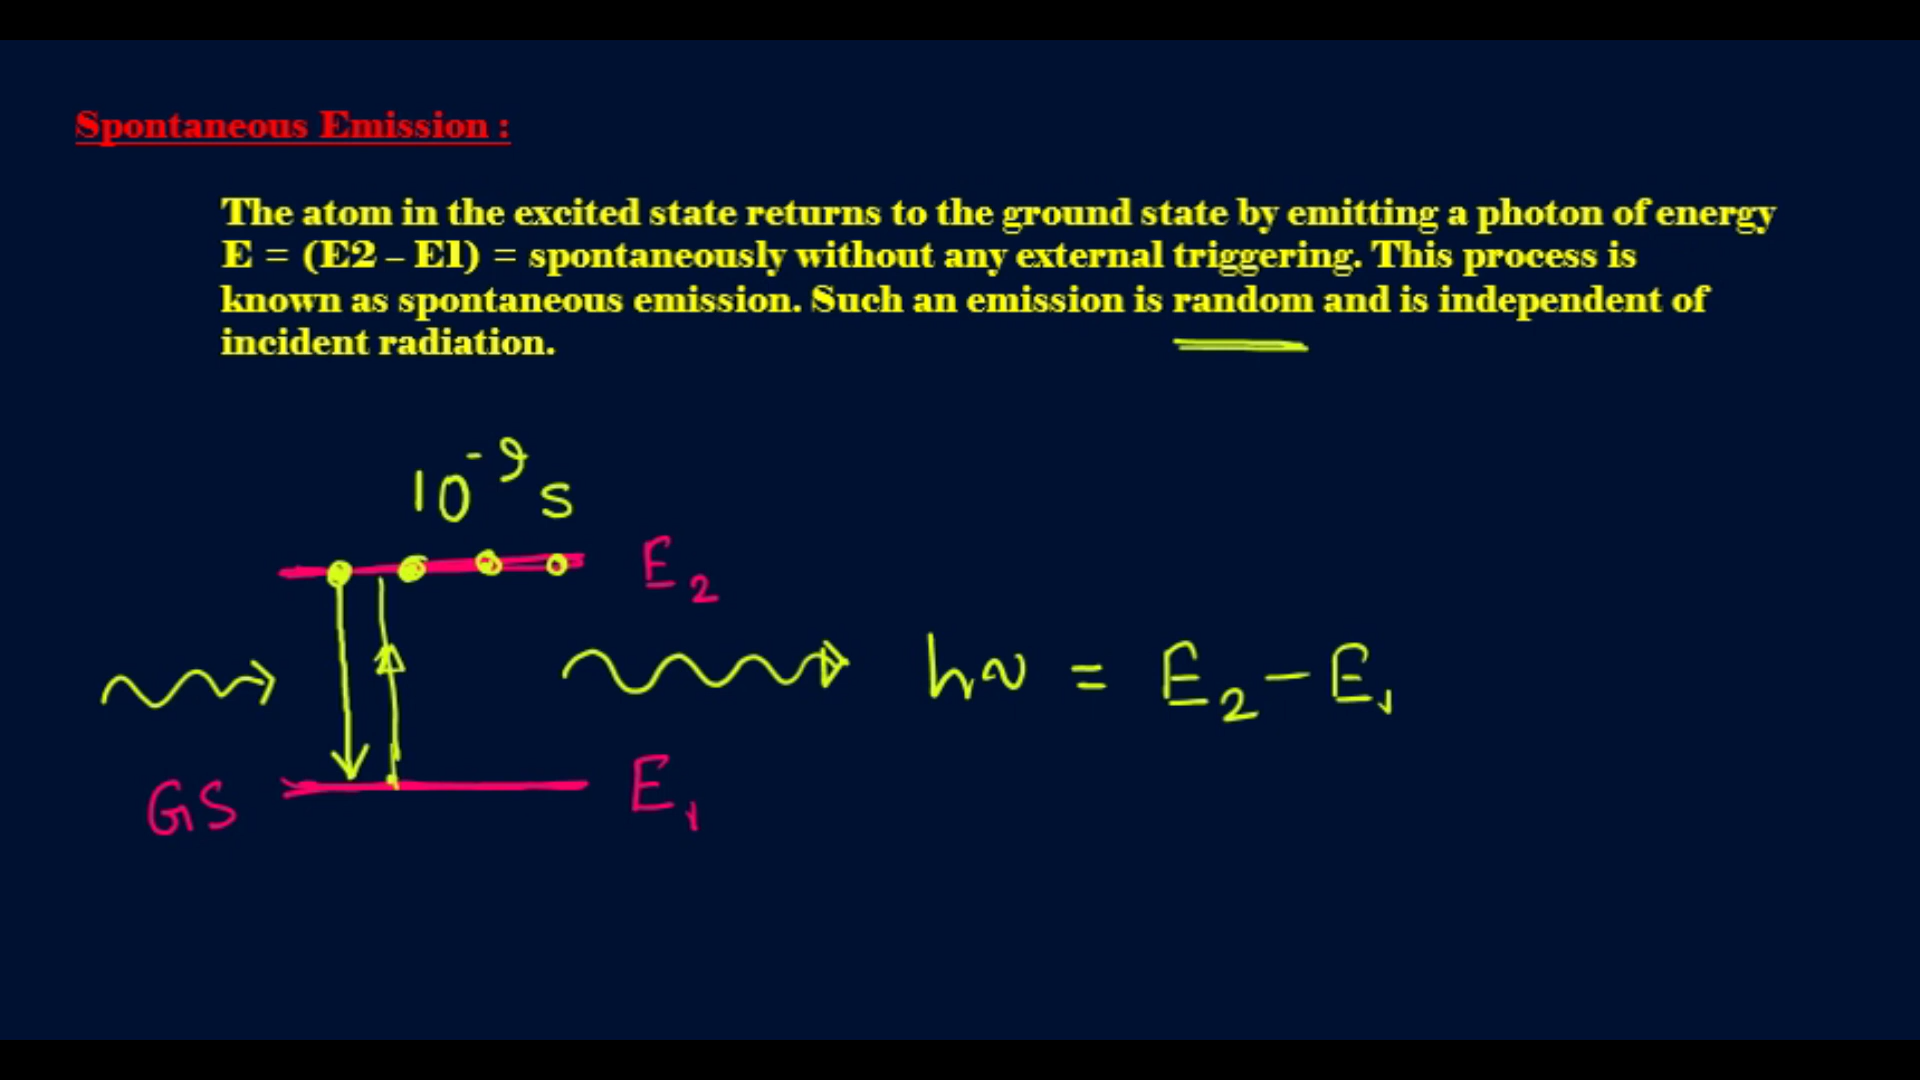 Spontaneous Emission :
The atom in the excited state returns to the ground state by emitting a photon of energy
E = (E2 – E1) = spontaneously without any external triggering. This process is
known as spontaneous emission. Such an emission is random and is independent of
incident radiation.
10⁻⁹ s
E₂
hν = E₂ – E₁
GS E₁